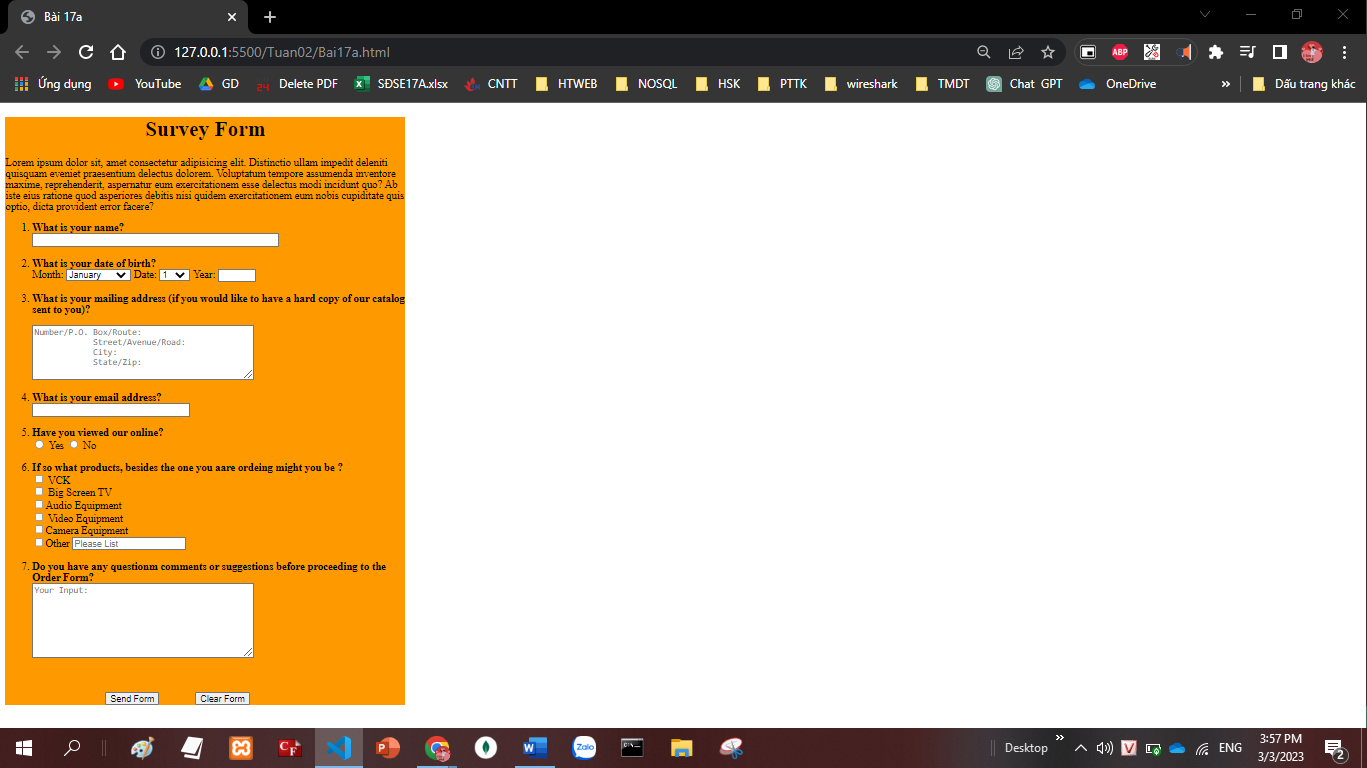 Bài 17a
127.0.0.1:5500/Tuan02/Bai17a.html
ABP
Ứng dụng YouTube GD 24 Delete PDF SĐSE17A.xlsx CNTT HTWEB NOSQL HSK PTTK wireshark TMDT Chat GPT OneDrive » Dấu trang khác
Survey Form
Lorem ipsum dolor sit, amet consectetur adipisicing elit. Distinctio ullam impedit deleniti
quisquam eveniet praesentium delectus dolorem. Voluptatum tempore assumenda inventore
maxime, reprehenderit, aspernatur eum exercitationem esse delectus modi incidunt quo? Ab
iste eius ratione quod asperiores debitis nisi quidem exercitationem eum nobis cupiditate quis
optio, dicta provident error facere?
1. What is your name?
2. What is your date of birth?
Month: January Date: 1 Year:
3. What is your mailing address (if you would like to have a hard copy of our catalog
sent to you)?
Number/P.O. Box/Route:
Street/Avenue/Road:
City:
State/Zip:
4. What is your email address?
5. Have you viewed our online?
Yes No
6. If so what products, besides the one you aare ordeing might you be ?
VCK
Big Screen TV
Audio Equipment
Video Equipment
Camera Equipment
Other Please List
7. Do you have any questionm comments or suggestions before proceeding to the
Order Form?
Your Input:
Send Form Clear Form
CF P W Zalo Desktop » V ENG 3:57 PM
3/3/2023 2